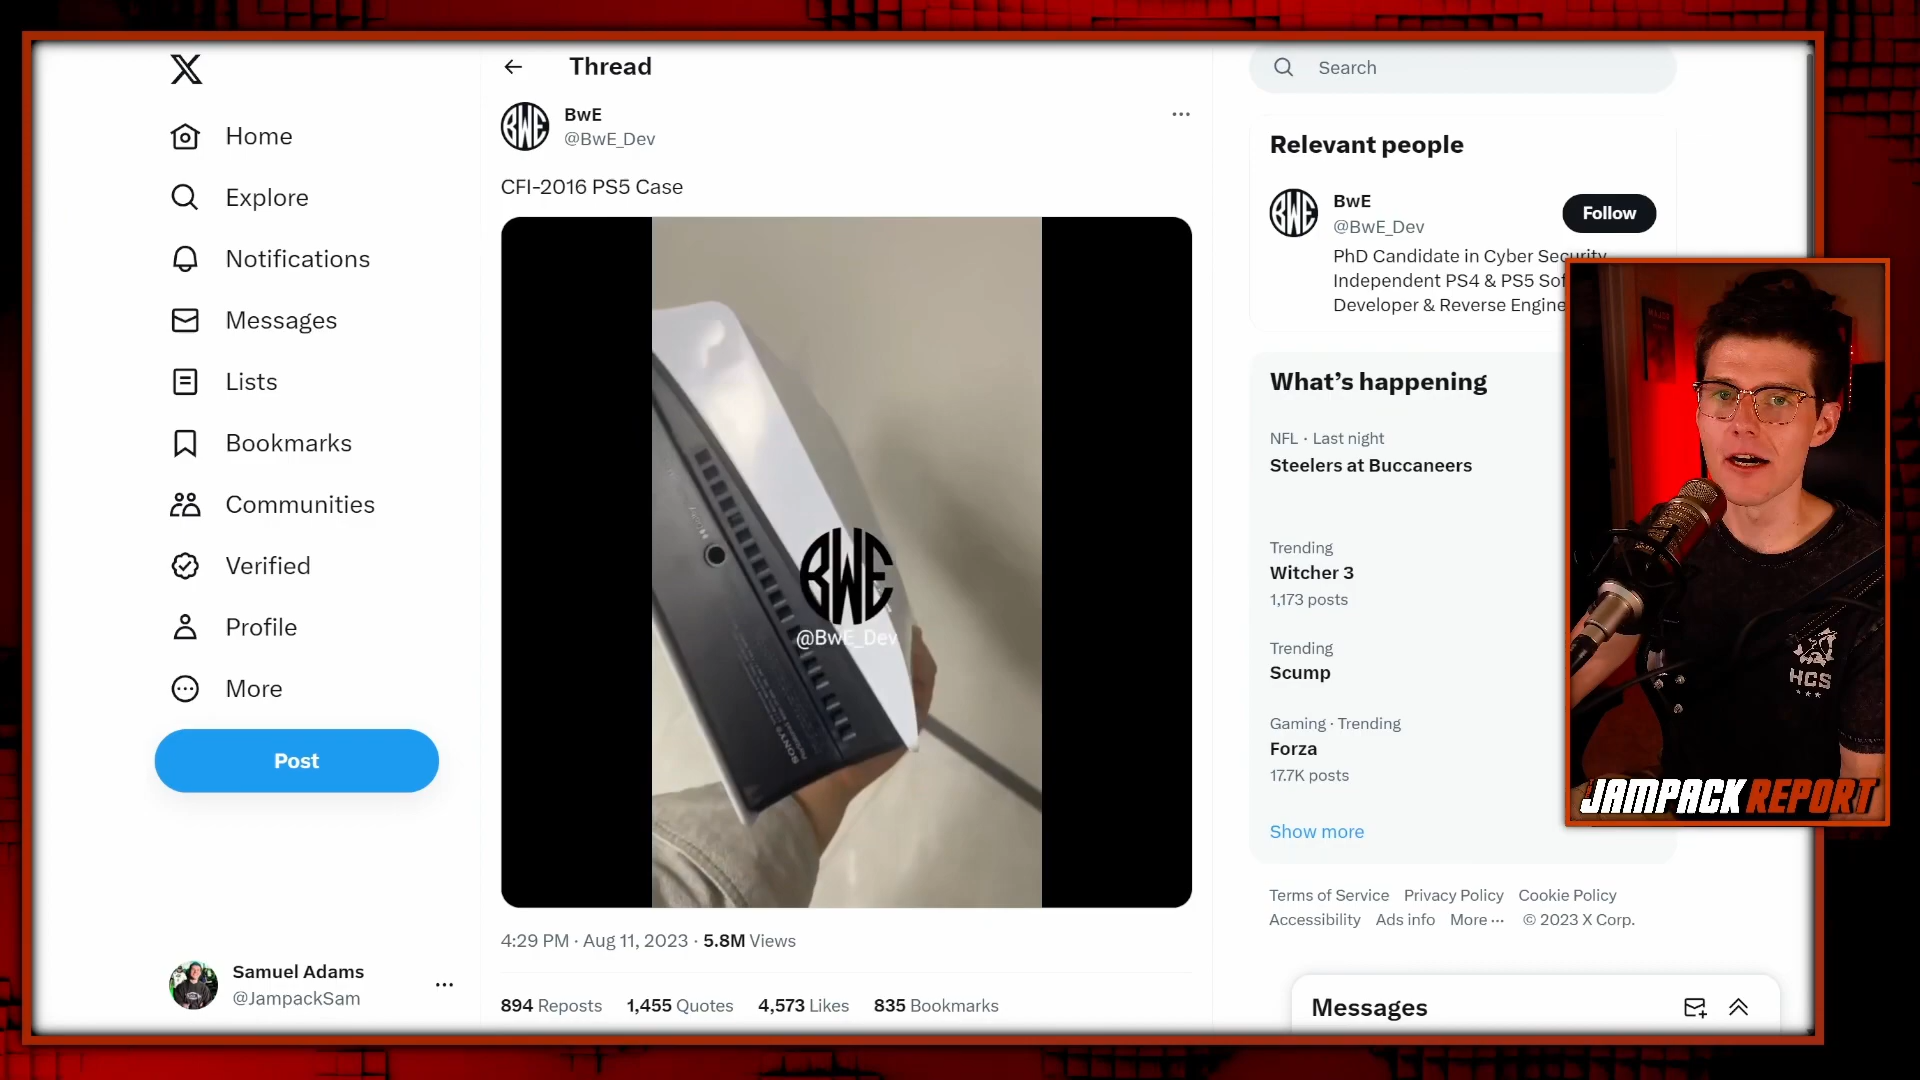 Thread
Search
Home
Explore
Notifications
Messages
Lists
Bookmarks
Communities
Verified
Profile
More
Post
Samuel Adams
@JampackSam
BWE
BwE
@BwE_Dev
CFI-2016 PS5 Case
SONY
BWE
@BwE_Dev
4:29 PM · Aug 11, 2023 · 5.8M Views
894 Reposts 1,455 Quotes 4,573 Likes 835 Bookmarks
Relevant people
BWE
BwE
@BwE_Dev
Follow
PhD Candidate in Cyber Security
Independent PS4 & PS5 Sof
Developer & Reverse Engine
What's happening
NFL · Last night
Steelers at Buccaneers
Trending
Witcher 3
1,173 posts
Trending
Scump
Gaming · Trending
Forza
17.7K posts
Show more
Terms of Service Privacy Policy Cookie Policy
Accessibility Ads info More ··· © 2023 X Corp.
Messages
HCS
JAMPACK REPORT